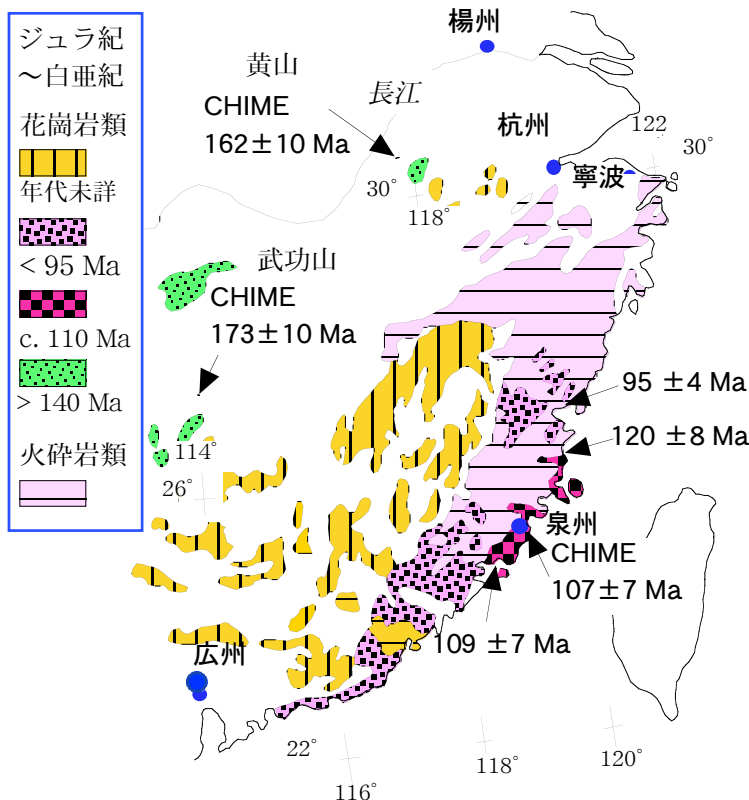 ジュラ紀
～白亜紀
花崗岩類
年代未詳
< 95 Ma
c. 110 Ma
> 140 Ma
火砕岩類
楊州
黄山
CHIME
162±10 Ma
長江
杭州
122
30°
寧波
30°
118°
武功山
CHIME
173±10 Ma
95 ±4 Ma
120 ±8 Ma
114°
26°
泉州
CHIME
107±7 Ma
109 ±7 Ma
広州
22°
116°
118°
120°